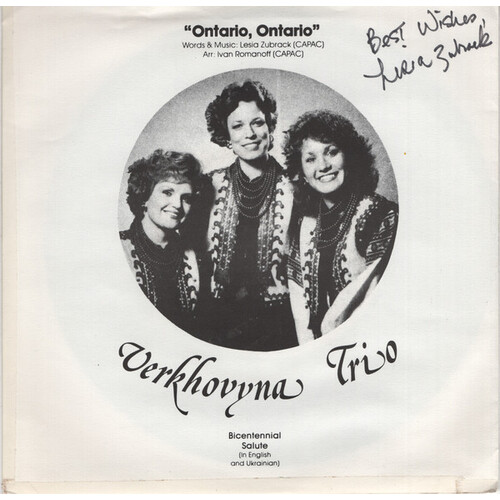 "Ontario, Ontario"
Words & Music: Lesia Zubrack (CAPAC)
Arr: Ivan Romanoff (CAPAC)
Best Wishes,
Lesia Zubrack
Verkhovyna Trio
Bicentennial
Salute
(in English
and Ukrainian)